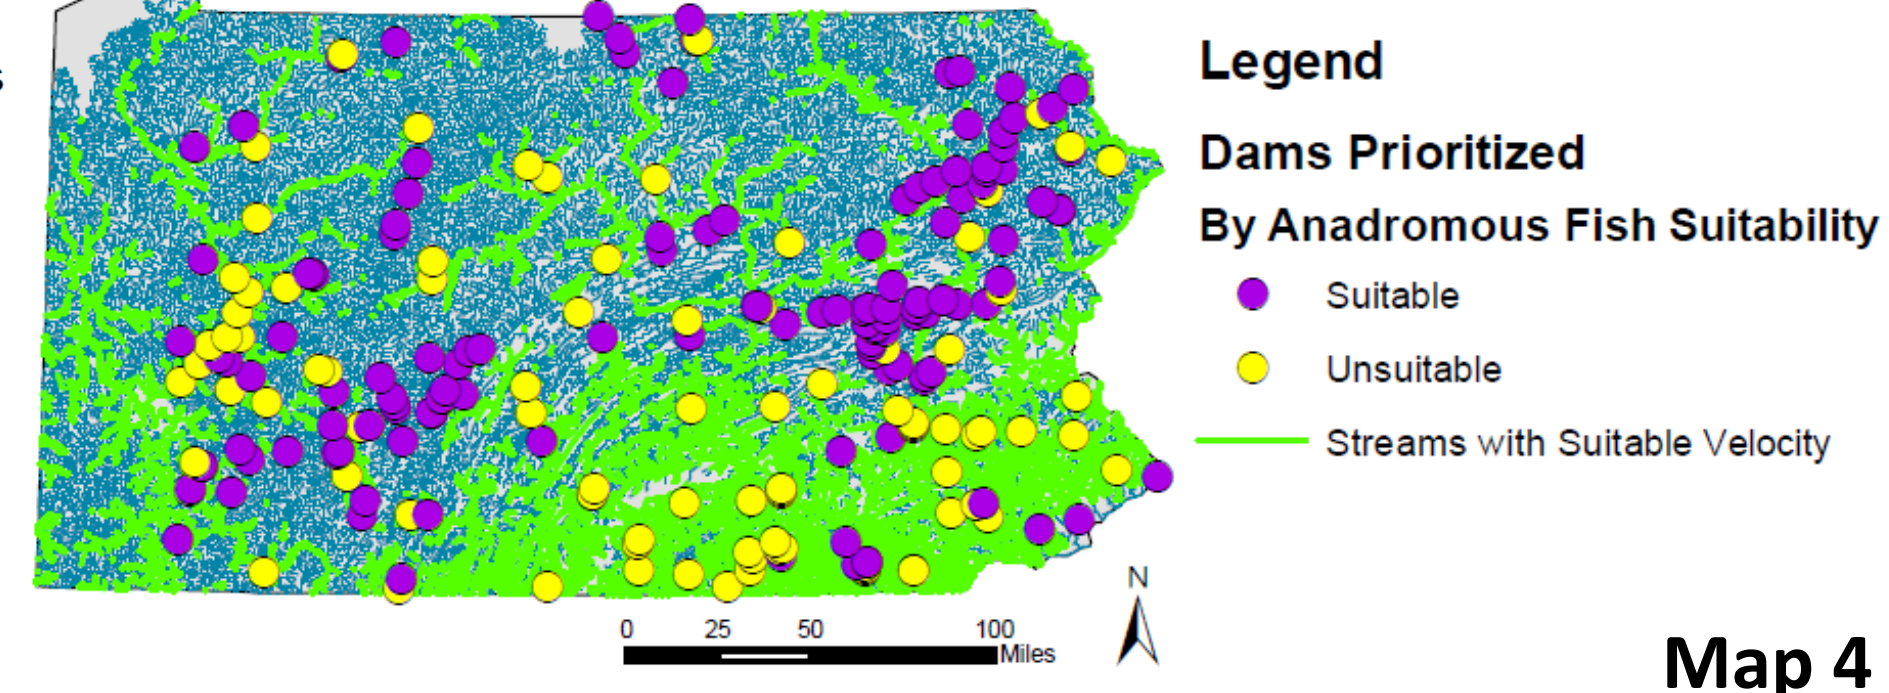 s
Legend
Dams Prioritized
By Anadromous Fish Suitability
Suitable
Unsuitable
Streams with Suitable Velocity
N
0 25 50 100
Miles
Map 4